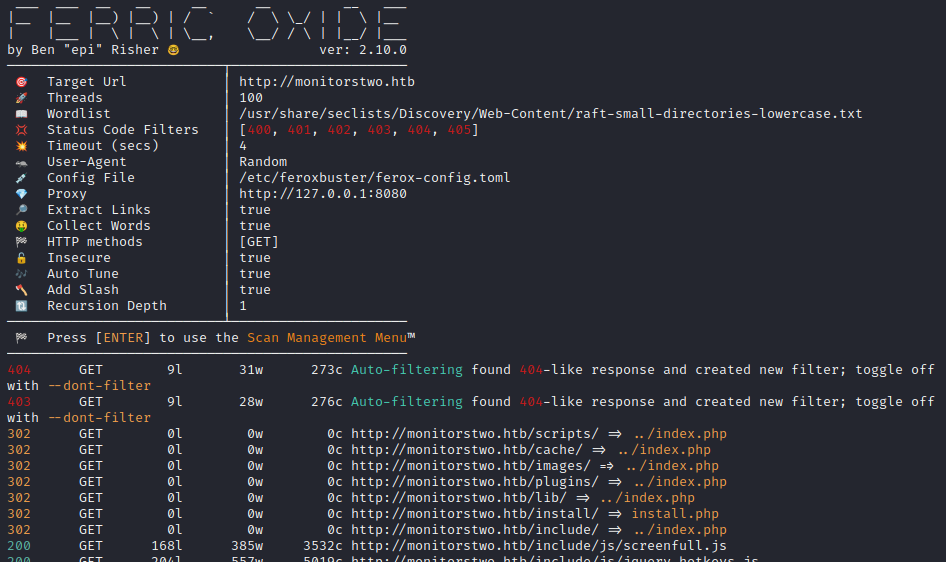 by Ben "epi" Risher 🤓 ver: 2.10.0
🎯 Target Url │ http://monitorstwo.htb
🚀 Threads │ 100
📖 Wordlist │ /usr/share/seclists/Discovery/Web-Content/raft-small-directories-lowercase.txt
💢 Status Code Filters │ [400, 401, 402, 403, 404, 405]
💥 Timeout (secs) │ 4
🦡 User-Agent │ Random
💉 Config File │ /etc/feroxbuster/ferox-config.toml
💎 Proxy │ http://127.0.0.1:8080
🔎 Extract Links │ true
🤑 Collect Words │ true
🏁 HTTP methods │ [GET]
🔓 Insecure │ true
🎶 Auto Tune │ true
🪓 Add Slash │ true
🔃 Recursion Depth │ 1
🏁 Press [ENTER] to use the Scan Management Menu™
404 GET 9l 31w 273c Auto-filtering found 404-like response and created new filter; toggle off
with --dont-filter
403 GET 9l 28w 276c Auto-filtering found 404-like response and created new filter; toggle off
with --dont-filter
302 GET 0l 0w 0c http://monitorstwo.htb/scripts/ => ../index.php
302 GET 0l 0w 0c http://monitorstwo.htb/cache/ => ../index.php
302 GET 0l 0w 0c http://monitorstwo.htb/images/ => ../index.php
302 GET 0l 0w 0c http://monitorstwo.htb/plugins/ => ../index.php
302 GET 0l 0w 0c http://monitorstwo.htb/lib/ => ../index.php
302 GET 0l 0w 0c http://monitorstwo.htb/install/ => install.php
302 GET 0l 0w 0c http://monitorstwo.htb/include/ => ../index.php
200 GET 168l 385w 3532c http://monitorstwo.htb/include/js/screenfull.js
200 GET 204l 557w 5019c http://monitorstwo.htb/include/js/jquery.hotkeys.js